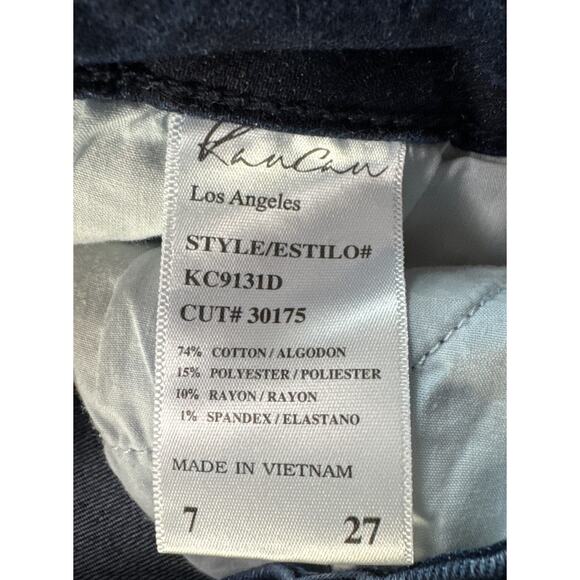 KanCan
Los Angeles
STYLE/ESTILO#
KC9131D
CUT# 30175
74% COTTON/ALGODON
15% POLYESTER/POLIESTER
10% RAYON/RAYON
1% SPANDEX/ELASTANO
MADE IN VIETNAM
7 27